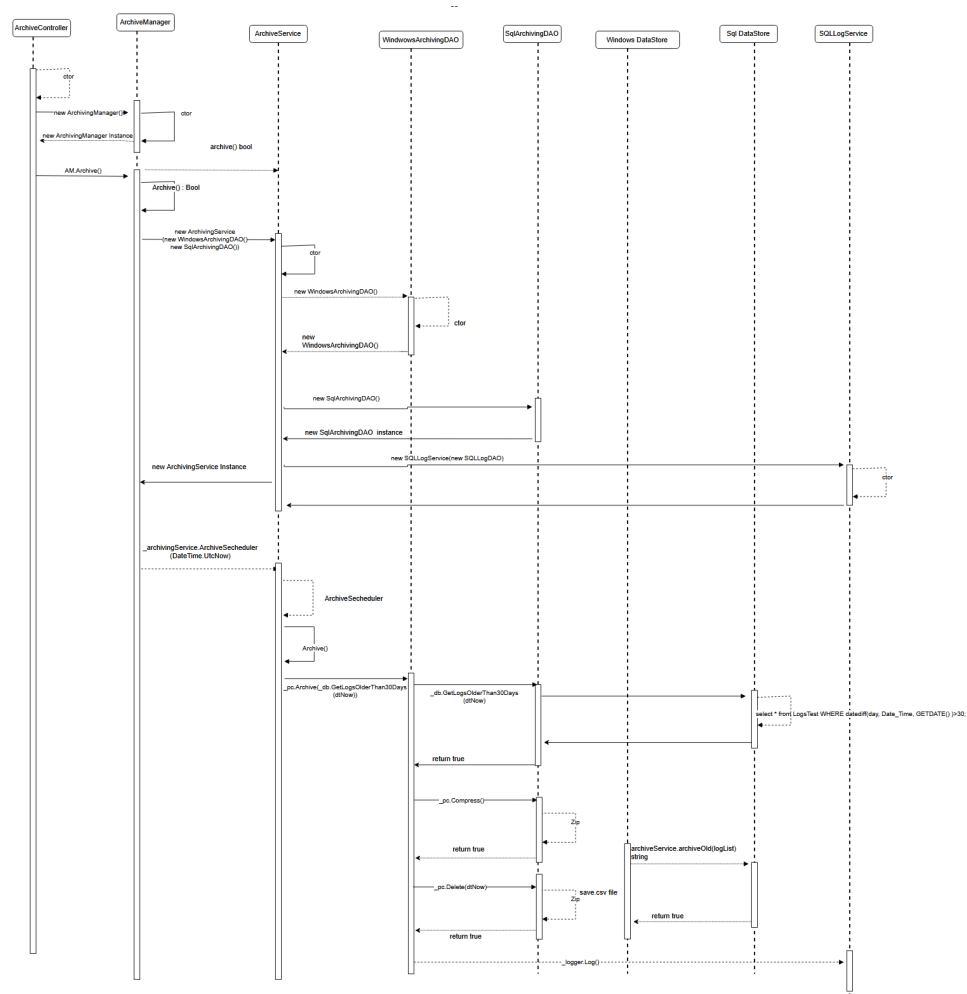 --
ArchiveController
ArchiveManager
ArchiveService
WindwowsArchivingDAO
SqlArchivingDAO
Windows DataStore
Sql DataStore
SQLLogService
ctor
new ArchivingManager()
ctor
new ArchivingManager Instance
archive() bool
AM.Archive()
Archive() : Bool
new ArchivingService
(new WindowsArchivingDAO()
new SqlArchivingDAO())
ctor
new WindowsArchivingDAO()
ctor
new
WindowsArchivingDAO()
new SqlArchivingDAO()
new SqlArchivingDAO instance
new SQLLogService(new SQLLogDAO)
new ArchivingService Instance
ctor
_archivingService.ArchiveSecheduler
(DateTime.UtcNow)
ArchiveSecheduler
Archive()
_pc.Archive(_db.GetLogsOlderThan30Days
(dtNow))
_db.GetLogsOlderThan30Days
(dtNow)
select * from LogsTest WHERE datediff(day, Date_Time, GETDATE() )>30;
return true
_pc.Compress()
Zip
return true
archiveService.archiveOld(logList)
string
_pc.Delete(dtNow)
save.csv file
Zip
return true
return true
_logger.Log()